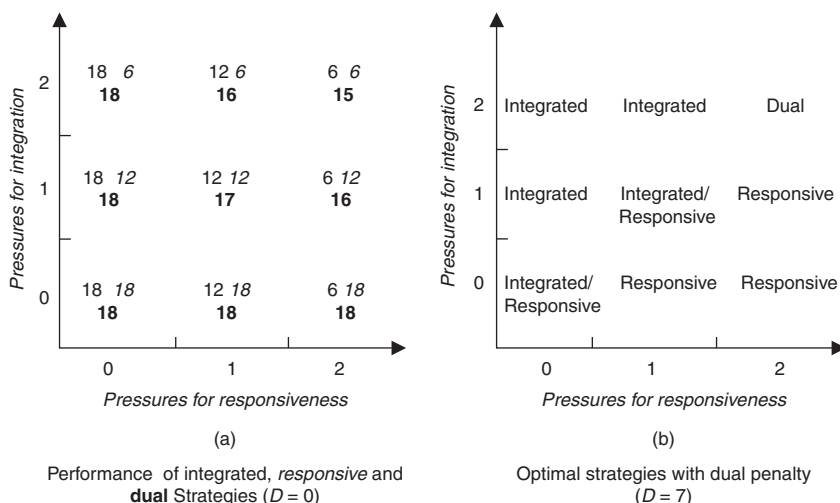 Pressures for integration
2
18 6
12 6
6 6
18
16
15
1
18 12
12 12
6 12
18
17
16
0
18 18
12 18
6 18
18
18
18
0
1
2
Pressures for responsiveness
(a)
Performance of integrated, responsive and
dual Strategies (D = 0)
Pressures for integration
2
Integrated
Integrated
Dual
1
Integrated
Integrated/
Responsive
Responsive
0
Integrated/
Responsive
Responsive
Responsive
0
1
2
Pressures for responsiveness
(b)
Optimal strategies with dual penalty
(D = 7)